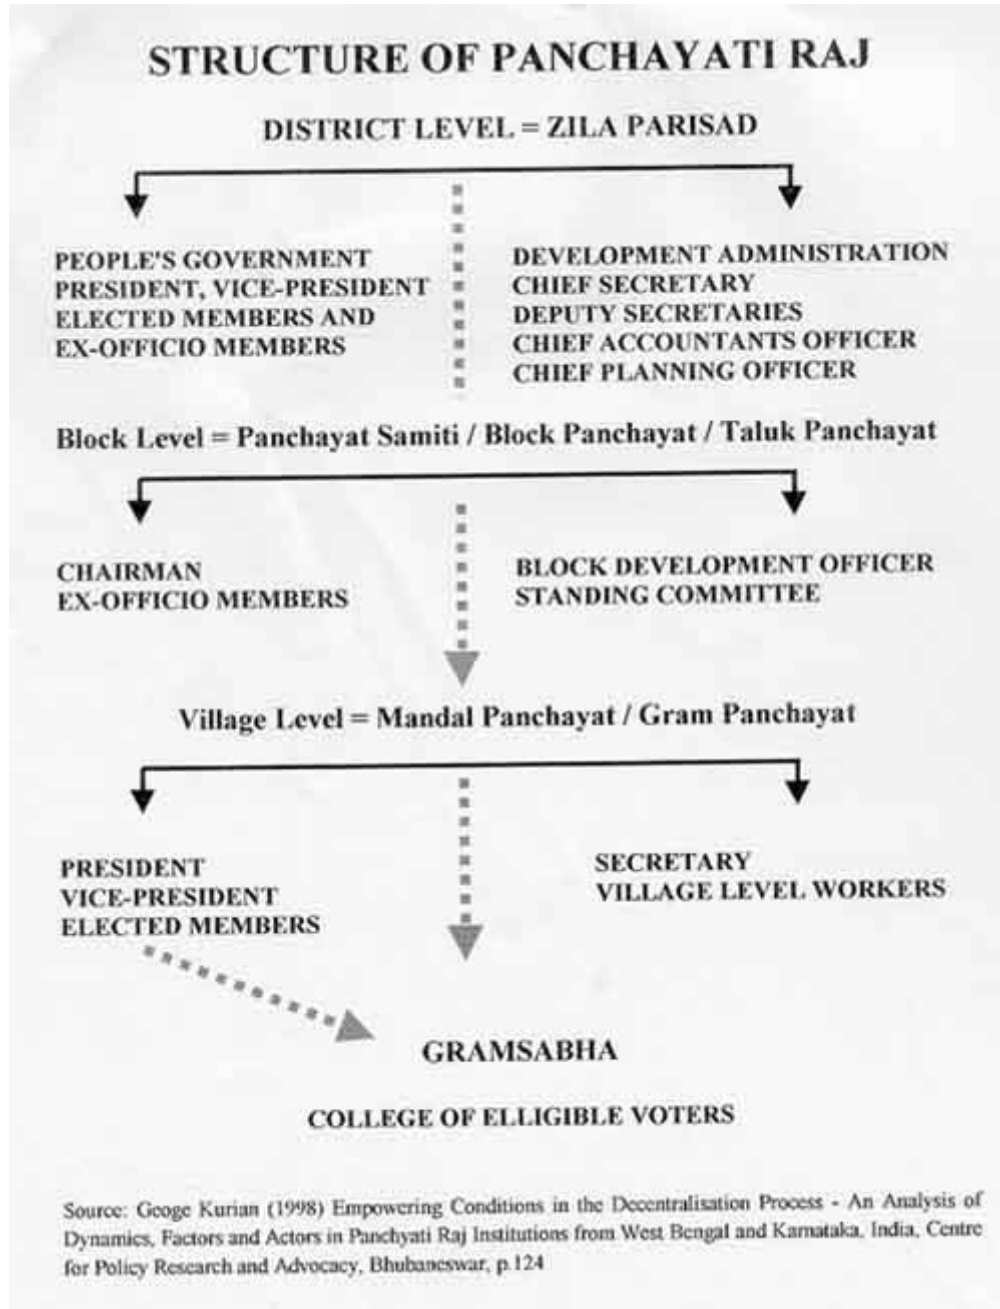 STRUCTURE OF PANCHAYATI RAJ
DISTRICT LEVEL = ZILA PARISAD
PEOPLE'S GOVERNMENT
PRESIDENT, VICE-PRESIDENT
ELECTED MEMBERS AND
EX-OFFICIO MEMBERS
DEVELOPMENT ADMINISTRATION
CHIEF SECRETARY
DEPUTY SECRETARIES
CHIEF ACCOUNTANTS OFFICER
CHIEF PLANNING OFFICER
Block Level = Panchayat Samiti / Block Panchayat / Taluk Panchayat
CHAIRMAN
EX-OFFICIO MEMBERS
BLOCK DEVELOPMENT OFFICER
STANDING COMMITTEE
Village Level = Mandal Panchayat / Gram Panchayat
PRESIDENT
VICE-PRESIDENT
ELECTED MEMBERS
SECRETARY
VILLAGE LEVEL WORKERS
GRAMSABHA
COLLEGE OF ELLIGIBLE VOTERS
Source: Geoge Kurian (1998) Empowering Conditions in the Decentralisation Process - An Analysis of
Dynamics, Factors and Actors in Panchyati Raj Institutions from West Bengal and Karnataka, India, Centre
for Policy Research and Advocacy, Bhubaneswar, p.124